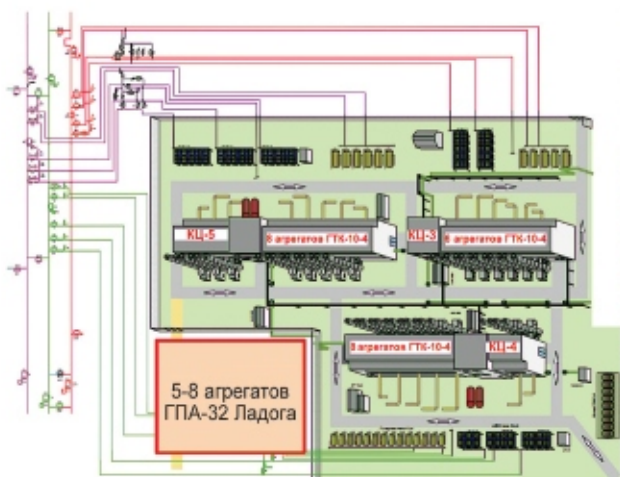 КЦ-5
8 агрегатов ГТК-10-4
КЦ-3
6 агрегатов ГТК-10-4
8 агрегатов ГТК-10-4
КЦ-4
5-8 агрегатов
ГПА-32 Ладога